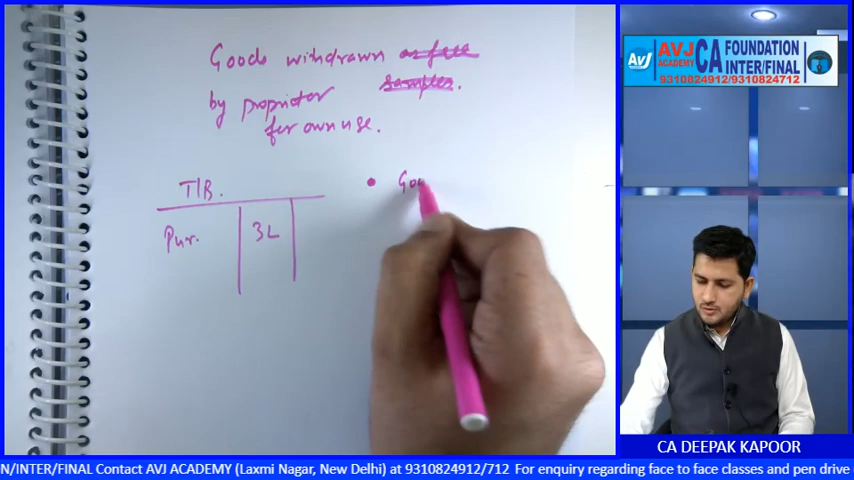 Goods withdrawn as free
samples.
by proprietor
for own use.
T/B.
Pur. 3L
• Goo
AVJ
AVJ
ACADEMY
CA
FOUNDATION
INTER/FINAL
9310824912/9310824712
CA DEEPAK KAPOOR
N/INTER/FINAL Contact AVJ ACADEMY (Laxmi Nagar, New Delhi) at 9310824912/712 For enquiry regarding face to face classes and pen drive